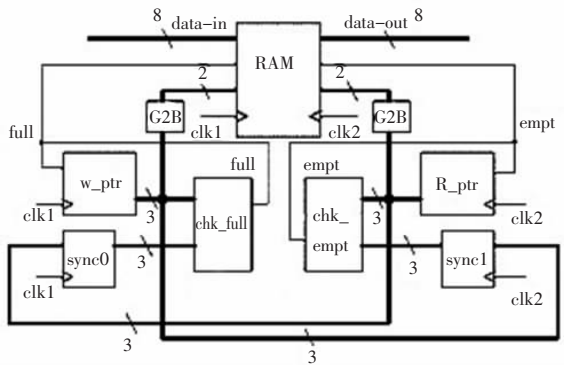 8 data-in data-out 8
RAM
2 2
G2B G2B
clk1 clk2
full empt
full empt
w_ptr R_ptr
3 chk_full chk_ empt 3
clk1 clk2
sync0 3 3 sync1
clk1 clk2
3 3